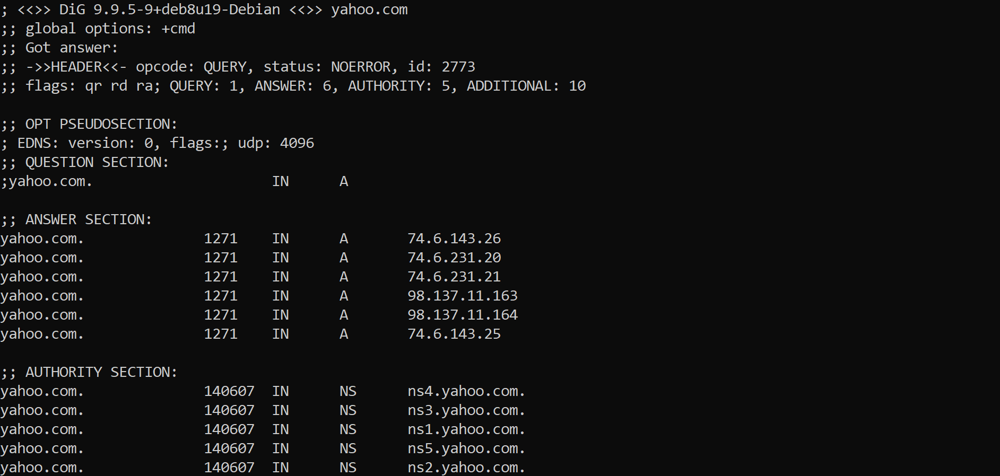 ; <<>> DiG 9.9.5-9+deb8u19-Debian <<>> yahoo.com
;; global options: +cmd
;; Got answer:
;; ->>HEADER<<- opcode: QUERY, status: NOERROR, id: 2773
;; flags: qr rd ra; QUERY: 1, ANSWER: 6, AUTHORITY: 5, ADDITIONAL: 10

;; OPT PSEUDOSECTION:
; EDNS: version: 0, flags:; udp: 4096
;; QUESTION SECTION:
;yahoo.com.                     IN      A

;; ANSWER SECTION:
yahoo.com.              1271    IN      A       74.6.143.26
yahoo.com.              1271    IN      A       74.6.231.20
yahoo.com.              1271    IN      A       74.6.231.21
yahoo.com.              1271    IN      A       98.137.11.163
yahoo.com.              1271    IN      A       98.137.11.164
yahoo.com.              1271    IN      A       74.6.143.25

;; AUTHORITY SECTION:
yahoo.com.              140607  IN      NS      ns4.yahoo.com.
yahoo.com.              140607  IN      NS      ns3.yahoo.com.
yahoo.com.              140607  IN      NS      ns1.yahoo.com.
yahoo.com.              140607  IN      NS      ns5.yahoo.com.
yahoo.com.              140607  IN      NS      ns2.yahoo.com.